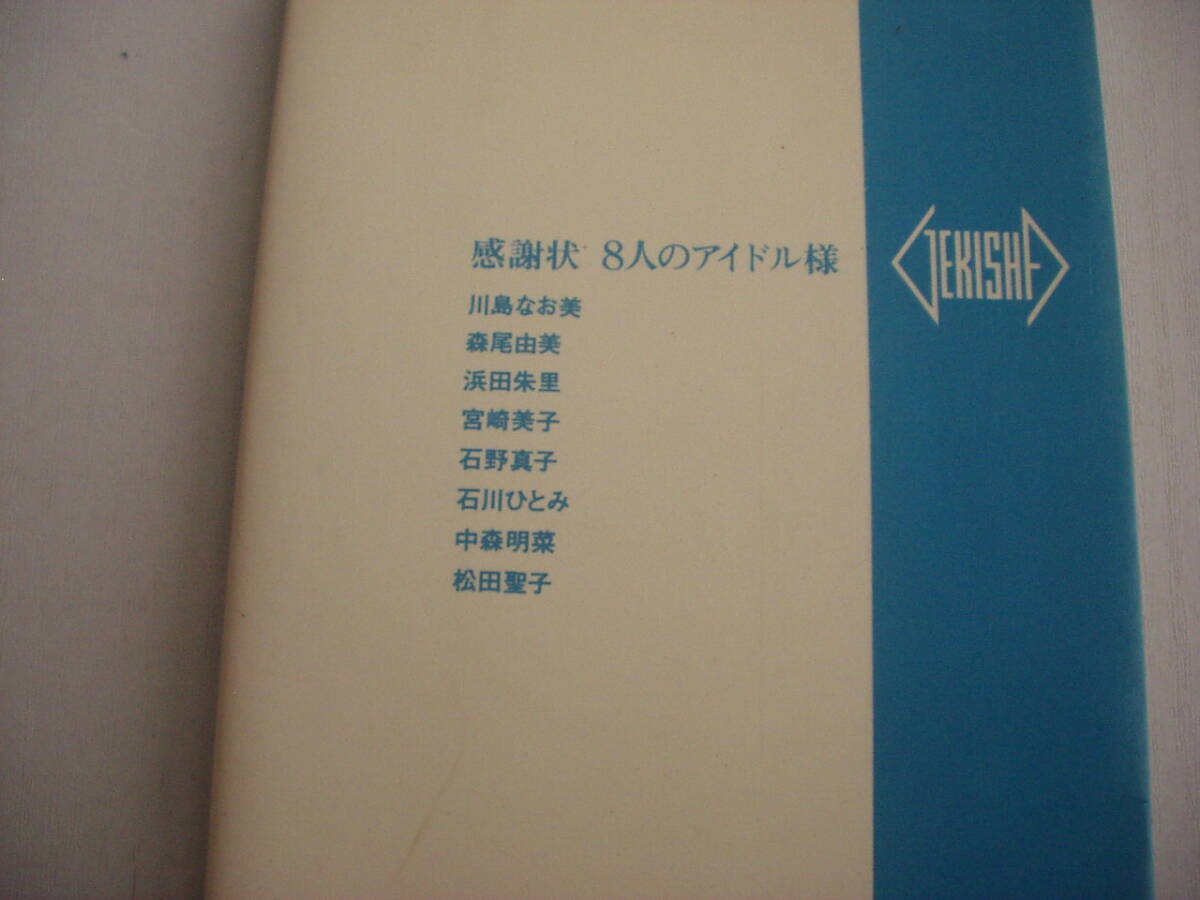 感謝状 8人のアイドル様
川島なお美
森尾由美
浜田朱里
宮崎美子
石野真子
石川ひとみ
中森明菜
松田聖子
GEKISHA